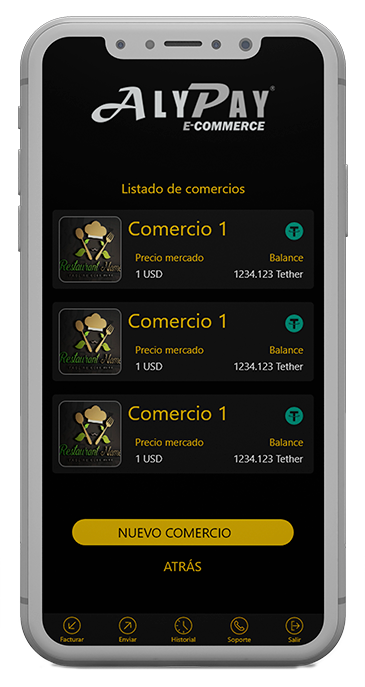 ALYPAY®
E-COMMERCE
Listado de comercios
Comercio 1
Precio mercado Balance
1 USD 1234.123 Tether
Restaurant Name
Comercio 1
Precio mercado Balance
1 USD 1234.123 Tether
Restaurant Name
Comercio 1
Precio mercado Balance
1 USD 1234.123 Tether
Restaurant Name
NUEVO COMERCIO
ATRÁS
Facturar Enviar Historial Soporte Salir